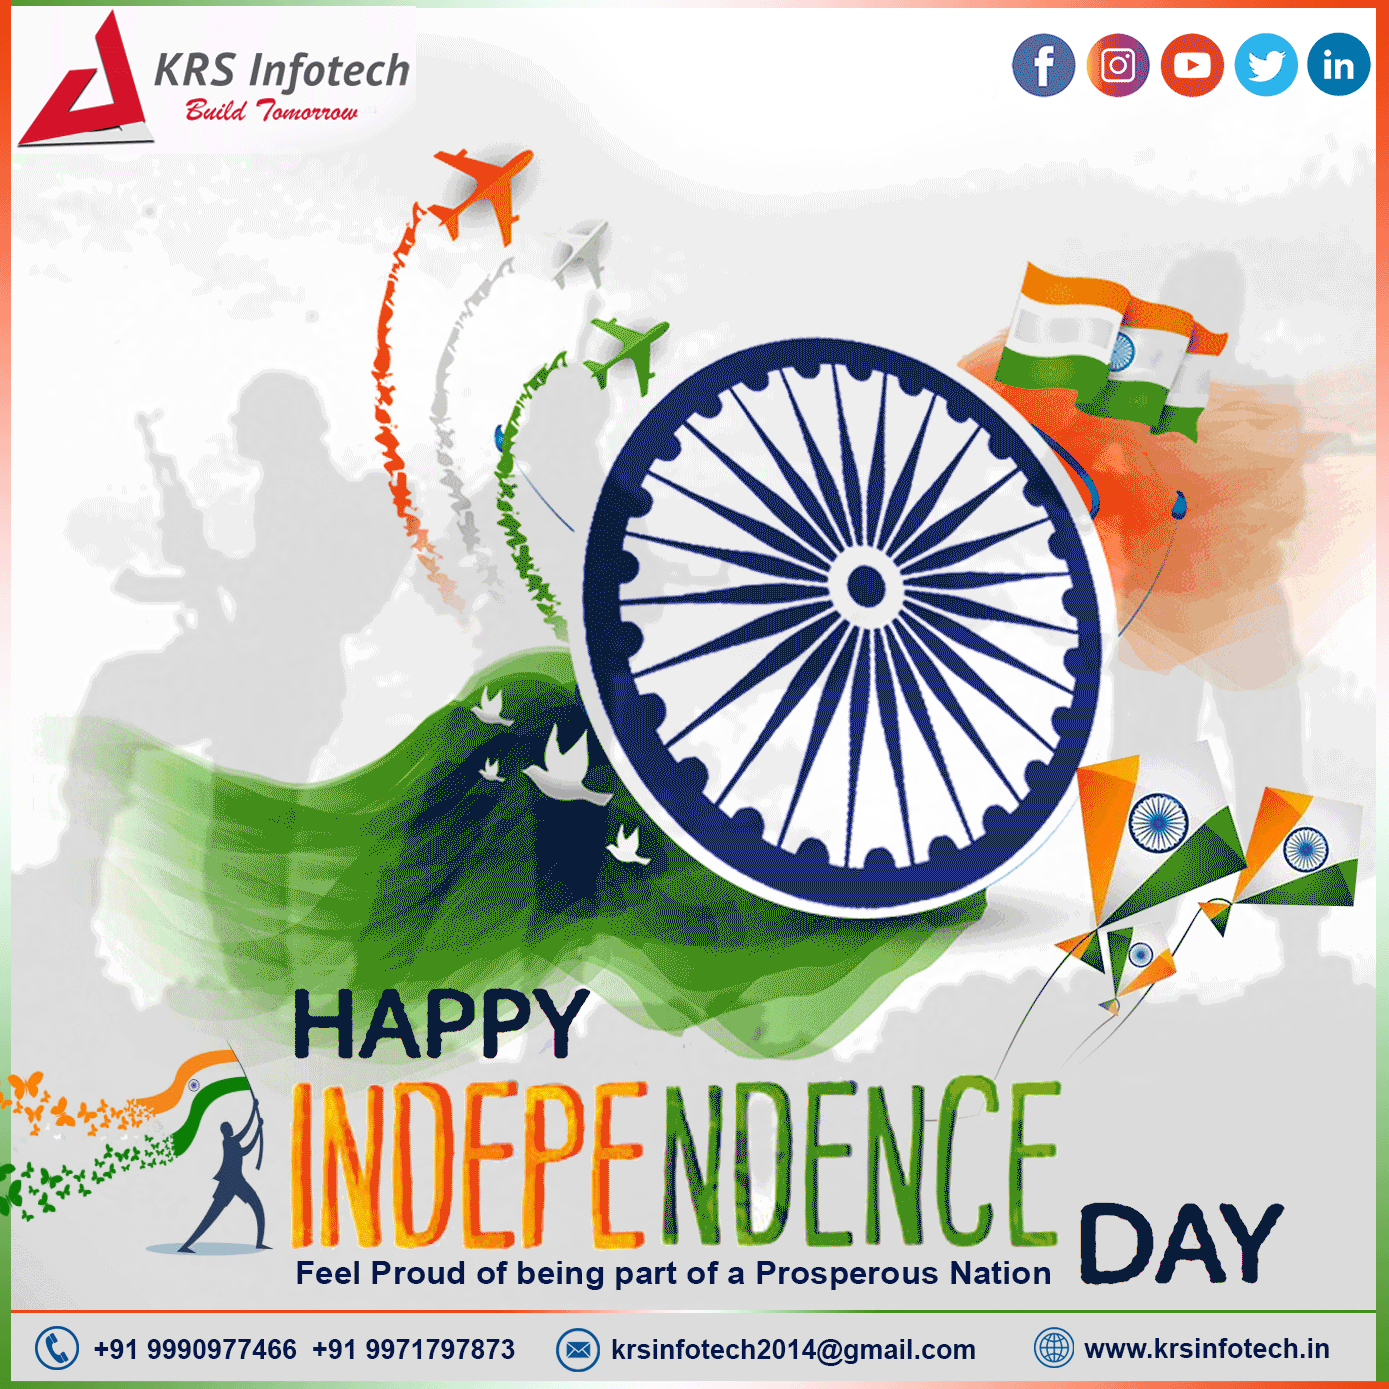 KRS Infotech
Build Tomorrow
HAPPY
INDEPENDENCE
DAY
Feel Proud of being part of a Prosperous Nation
+91 9990977466 +91 9971797873
krsinfotech2014@gmail.com
www.krsinfotech.in